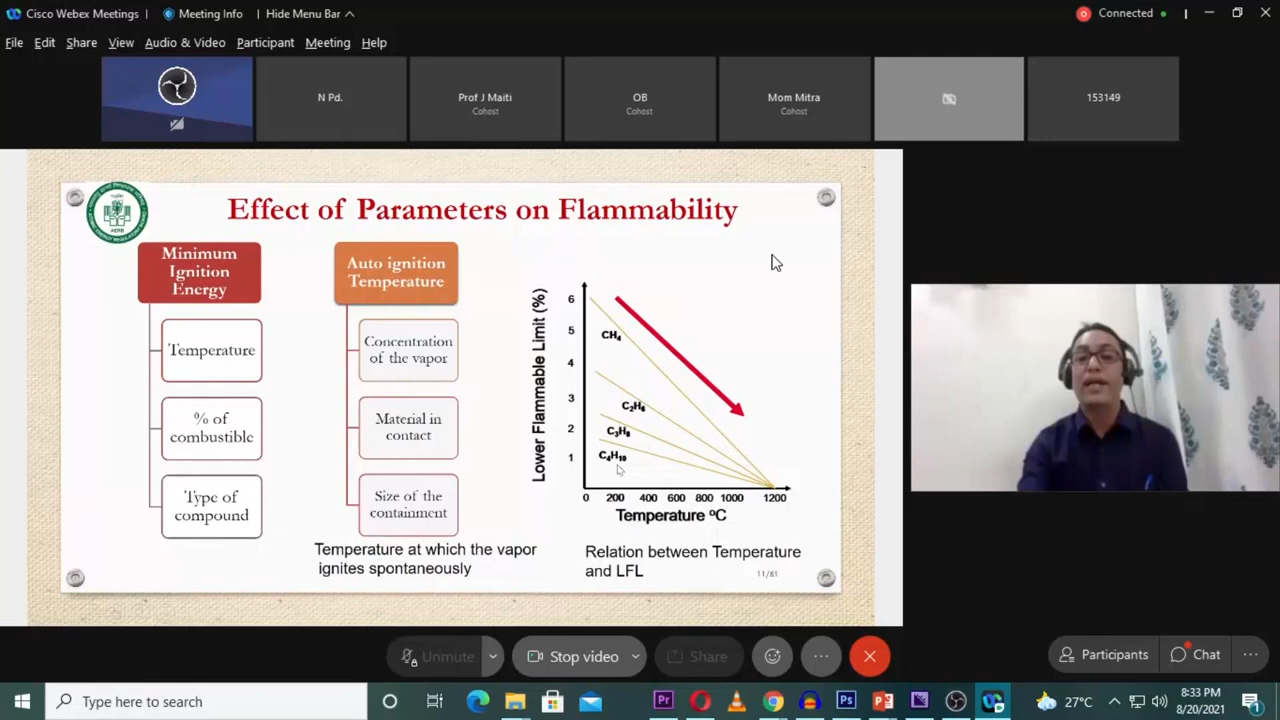 Cisco Webex Meetings
Meeting Info
Hide Menu Bar
Connected
File Edit Share View Audio & Video Participant Meeting Help
N Pd.
Prof J Maiti
Cohost
OB
Cohost
Mom Mitra
Cohost
153149
Effect of Parameters on Flammability
AERB
Minimum
Ignition
Energy
Temperature
% of
combustible
Type of
compound
Auto ignition
Temperature
Concentration
of the vapor
Material in
contact
Size of the
containment
Temperature at which the vapor
ignites spontaneously
Lower Flammable Limit (%)
6
5
4
3
2
1
CH₄
C₂H₆
C₃H₈
C₄H₁₀
0 200 400 600 800 1000 1200
Temperature ºC
Relation between Temperature
and LFL
11/61
Unmute
Stop video
Share
Participants
Chat
Type here to search
27°C
8:33 PM
8/20/2021
1